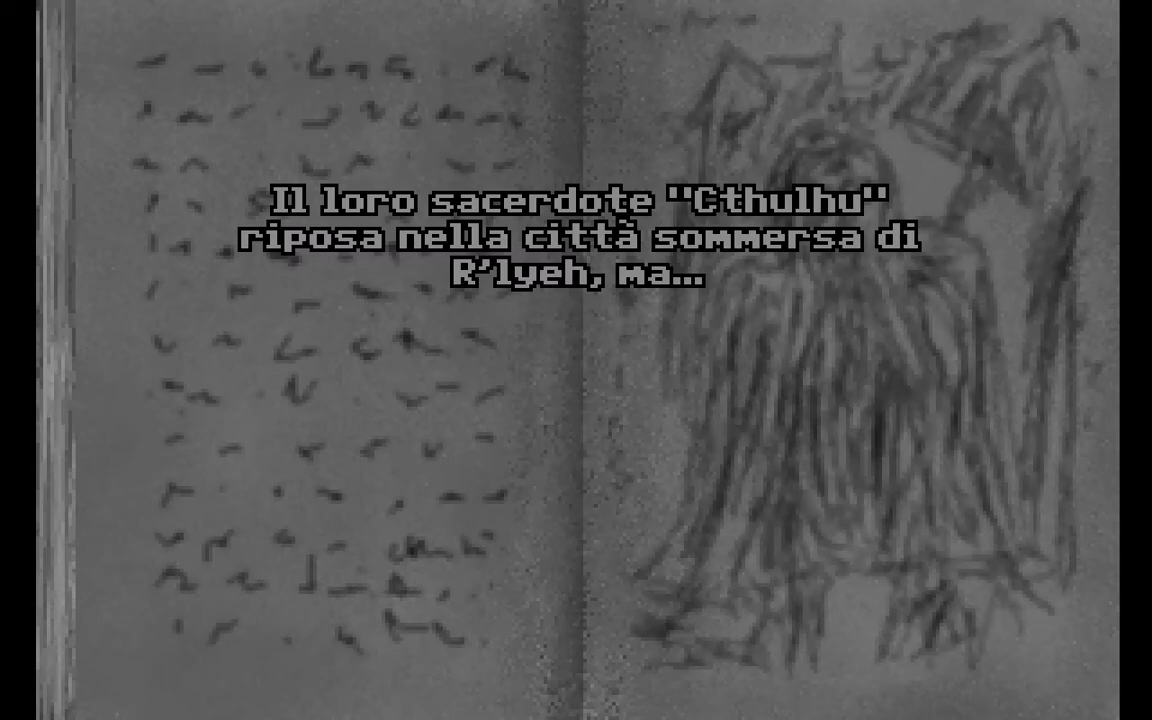 Il loro sacerdote "Cthulhu"
riposa nella città sommersa di
R'lyeh, ma...